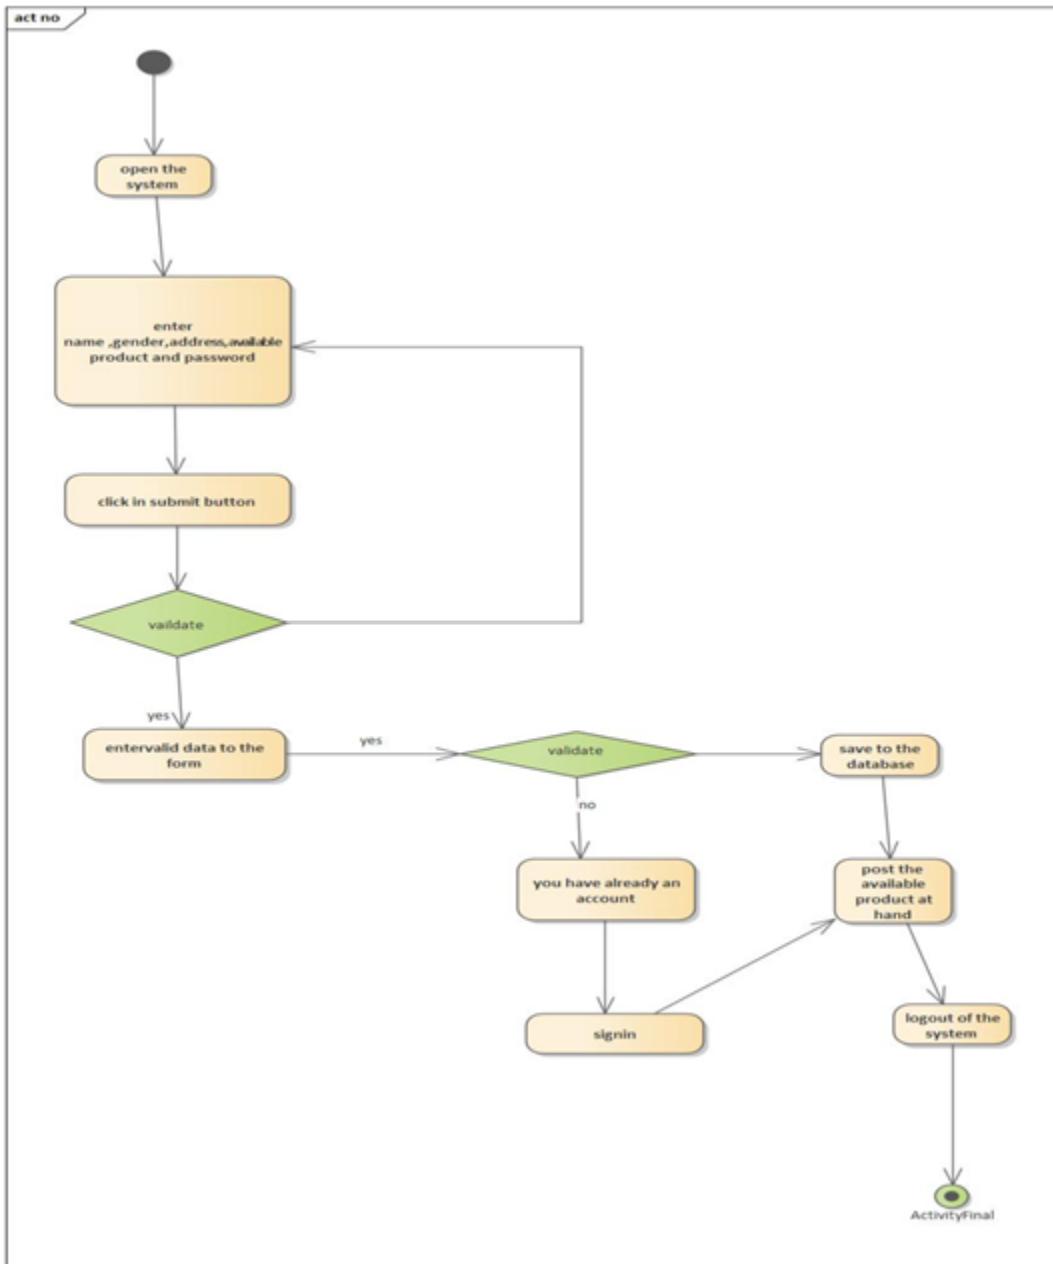 act no
open the
system
enter
name ,gender,address,
product and password
click in submit button
vaildate
yes
entervalid data to the
form
yes
validate
save to the
database
no
you have already an
account
post the
available
product at
hand
signin
logout of the
system
ActivityFinal